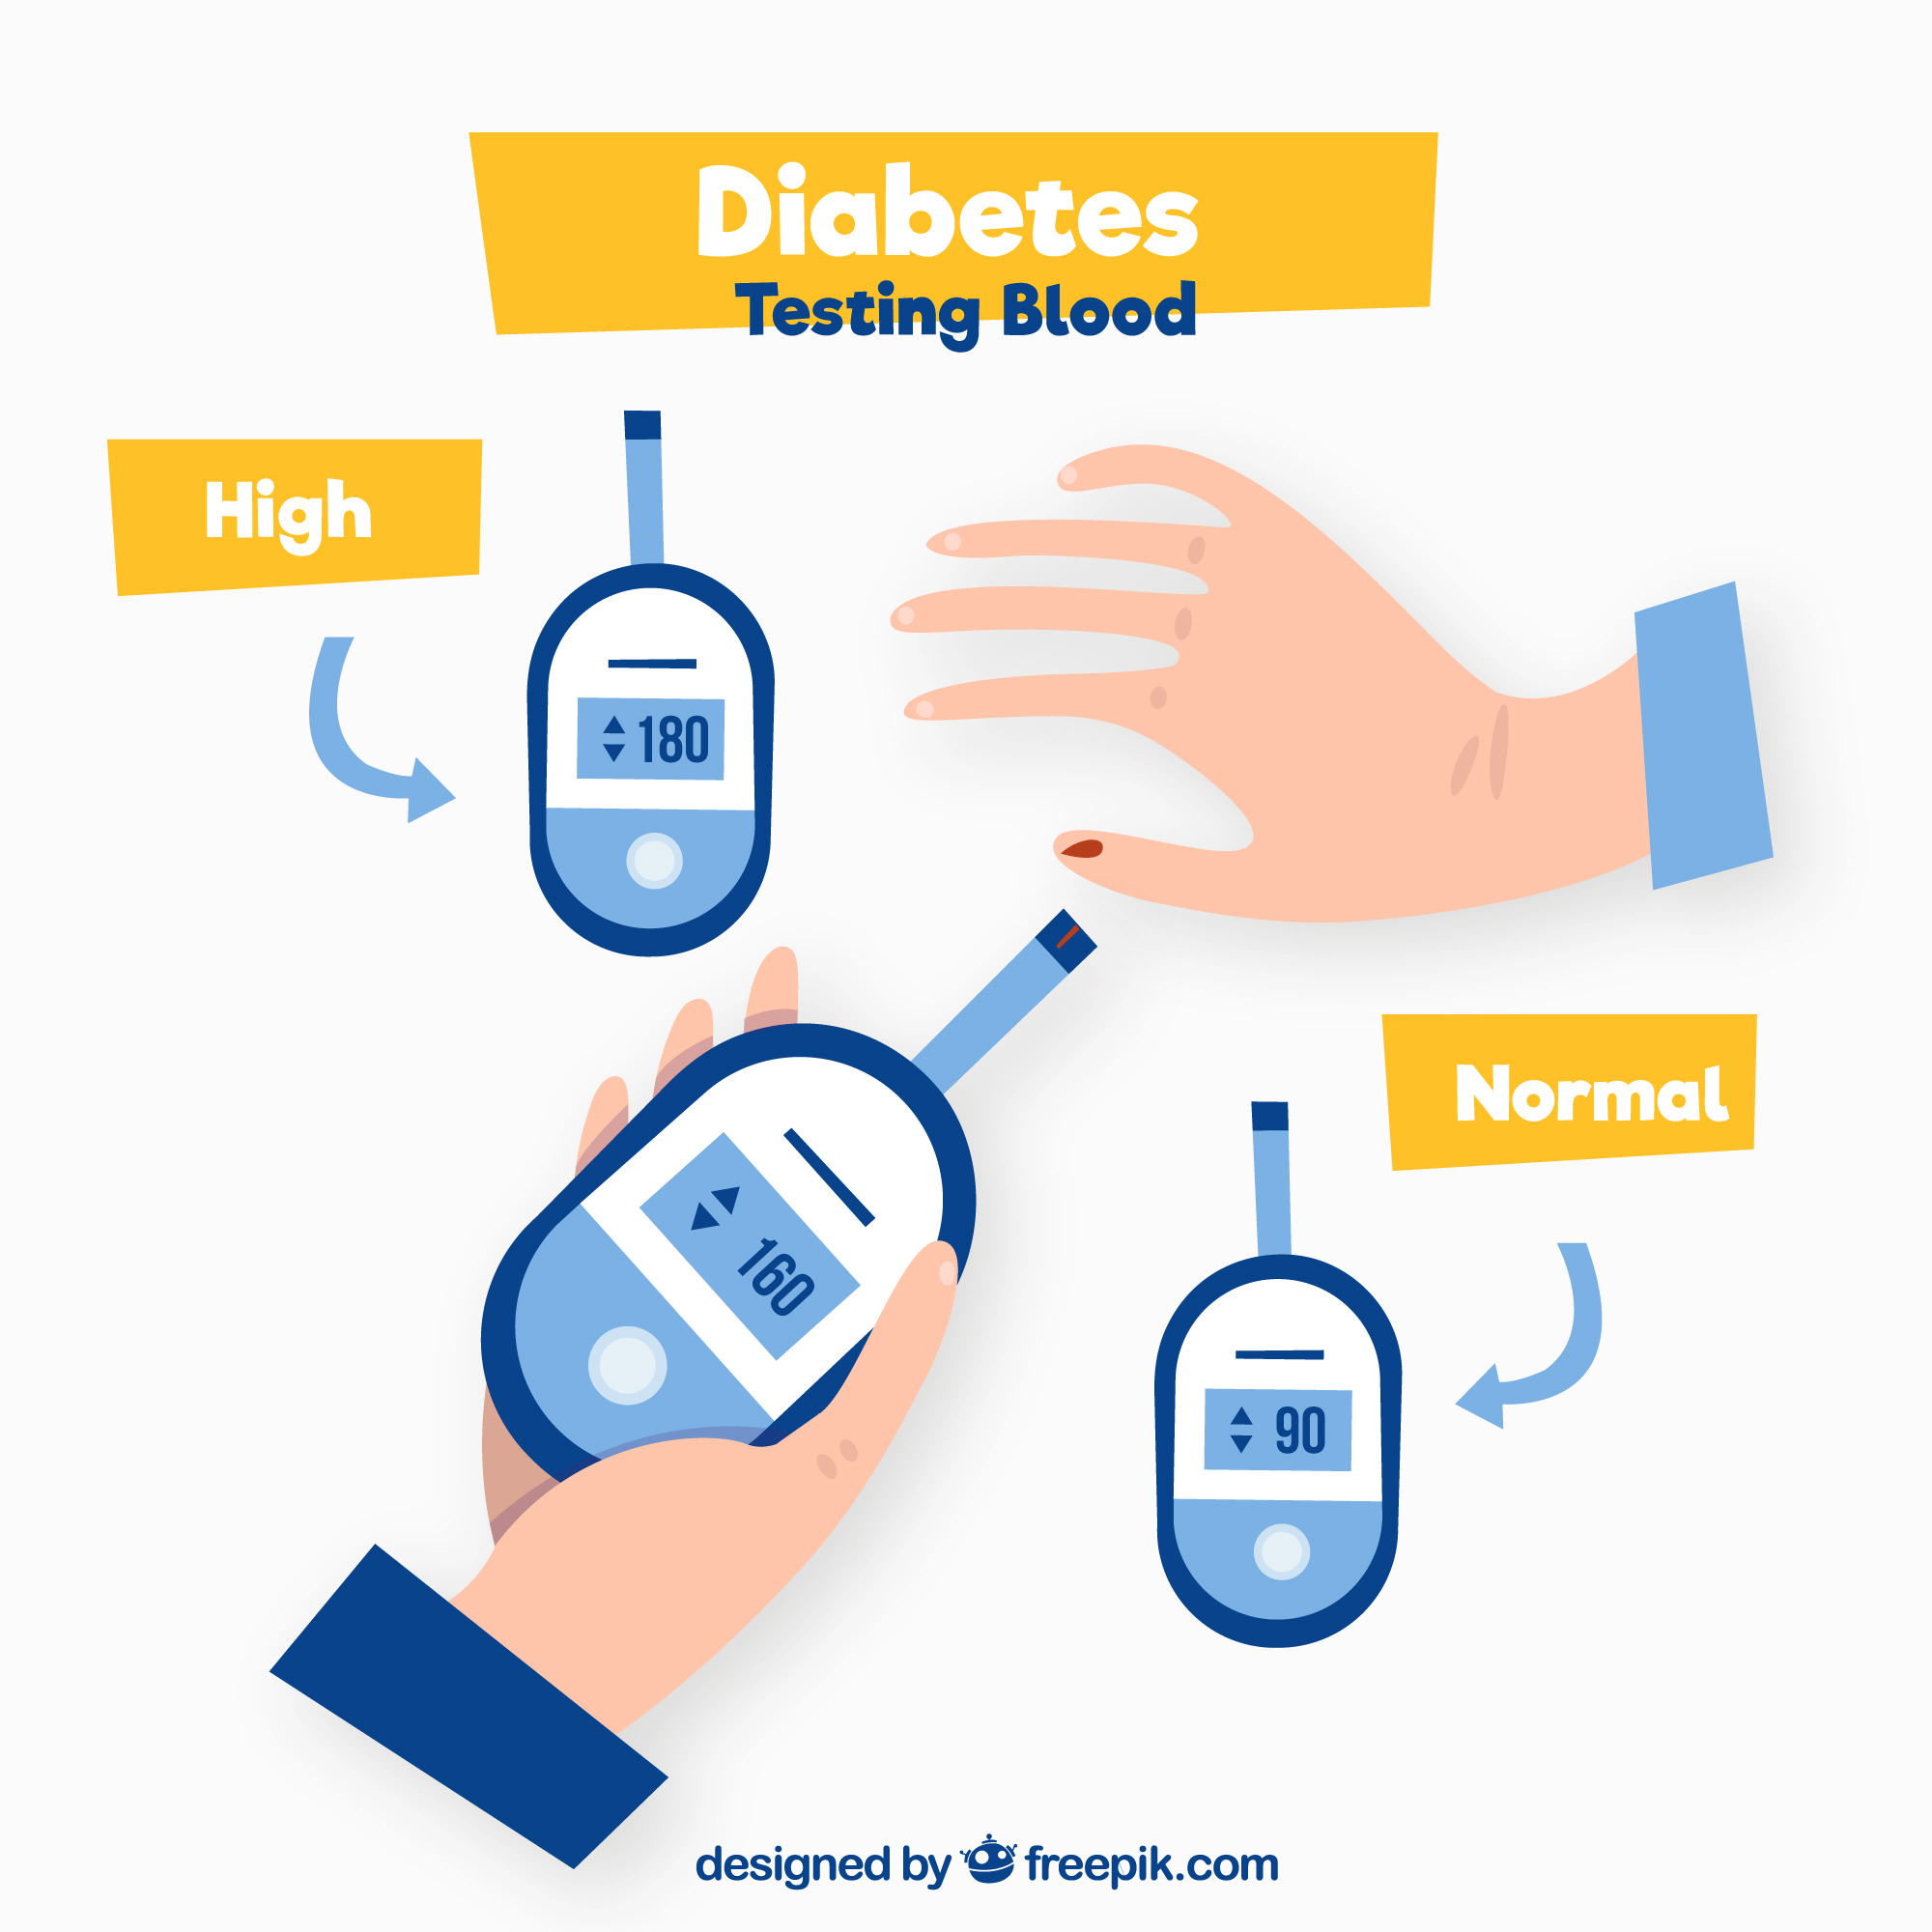 Diabetes
Testing Blood
High
180
160
Normal
90
designed by freepik.com